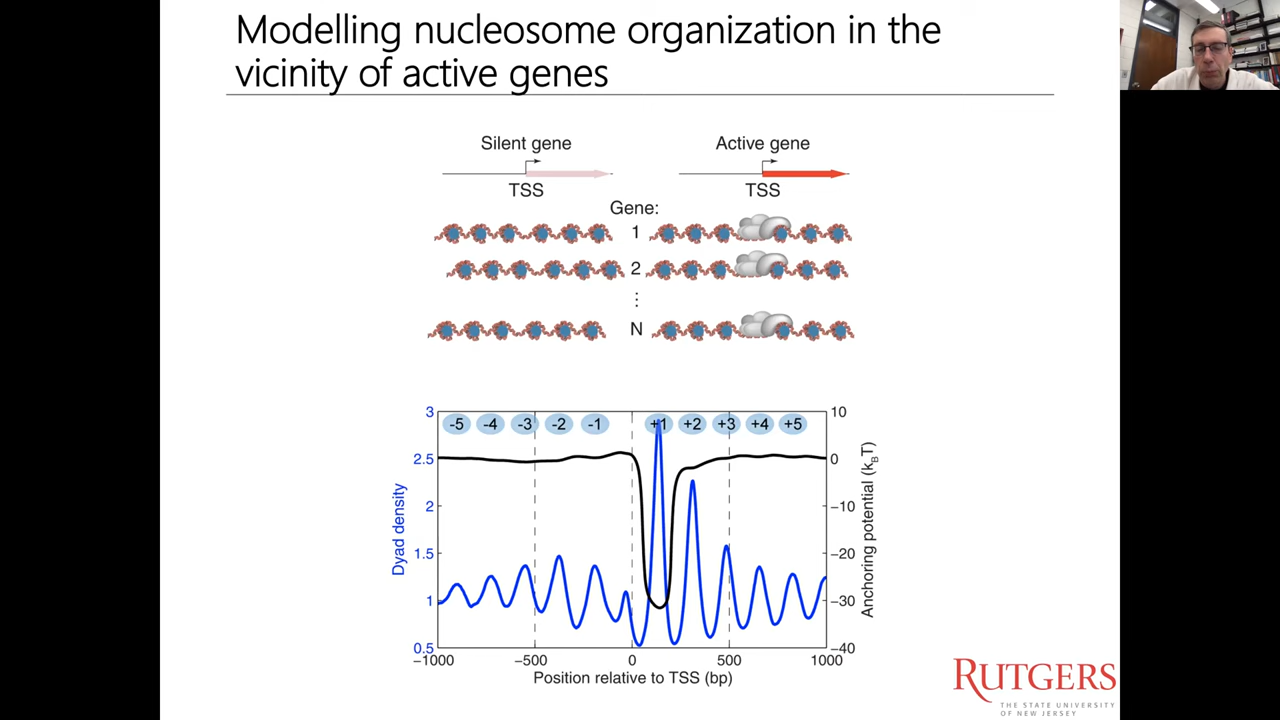 Modelling nucleosome organization in the
vicinity of active genes
Silent gene
Active gene
TSS
TSS
Gene:
1
2
⋮
N
3
2.5
2
1.5
1
0.5
Dyad density
-5 -4 -3 -2 -1 +1 +2 +3 +4 +5
10
0
−10
−20
−30
−40
Anchoring potential (k_BT)
−1000 −500 0 500 1000
Position relative to TSS (bp)
RUTGERS
THE STATE UNIVERSITY
OF NEW JERSEY